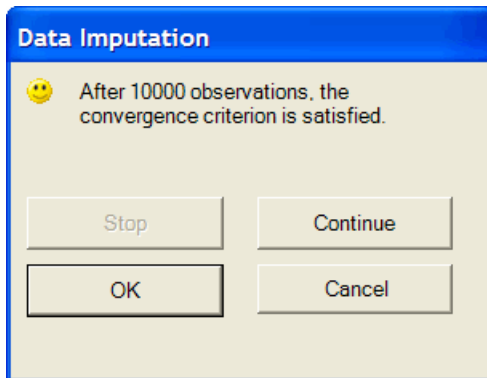 Data Imputation
After 10000 observations, the
convergence criterion is satisfied.
Stop
Continue
OK
Cancel